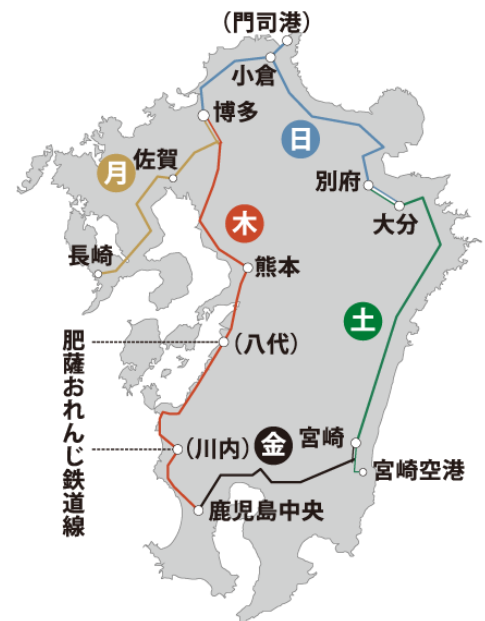 (門司港)
小倉
博多
日
佐賀
月
別府
大分
木
長崎
熊本
土
(八代)
肥薩おれんじ鉄道線
宮崎
金
(川内)
宮崎空港
鹿児島中央